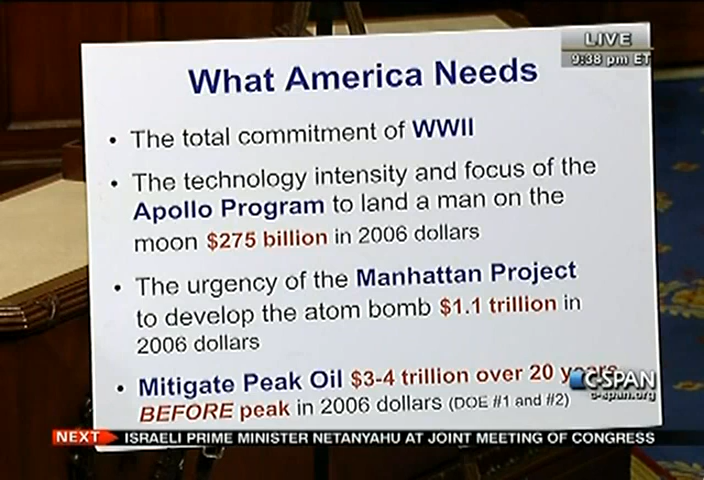 LIVE
9:38 pm ET
What America Needs
• The total commitment of WWII
• The technology intensity and focus of the
Apollo Program to land a man on the
moon $275 billion in 2006 dollars
• The urgency of the Manhattan Project
to develop the atom bomb $1.1 trillion in
2006 dollars
• Mitigate Peak Oil $3-4 trillion over 20 years
BEFORE peak in 2006 dollars (DOE #1 and #2)
C-SPAN
c-span.org
NEXT ISRAELI PRIME MINISTER NETANYAHU AT JOINT MEETING OF CONGRESS